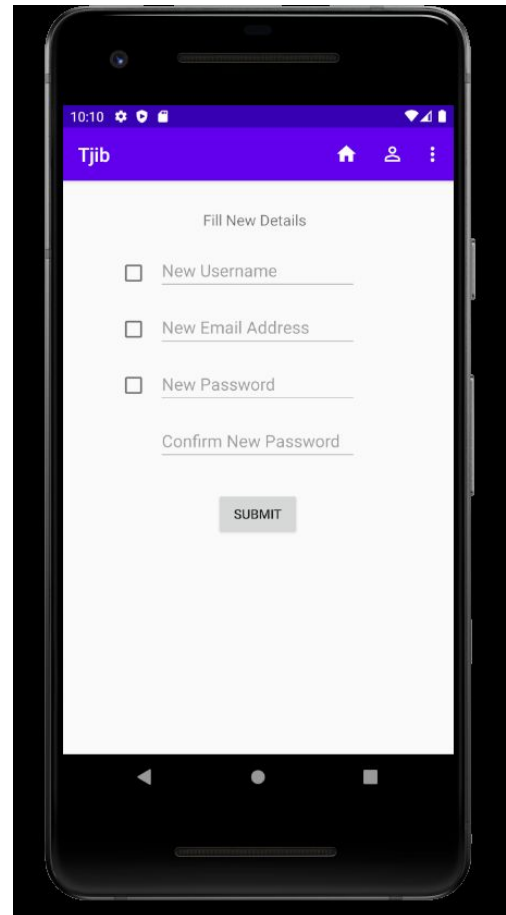 10:10
Tjib
Fill New Details
New Username
New Email Address
New Password
Confirm New Password
SUBMIT